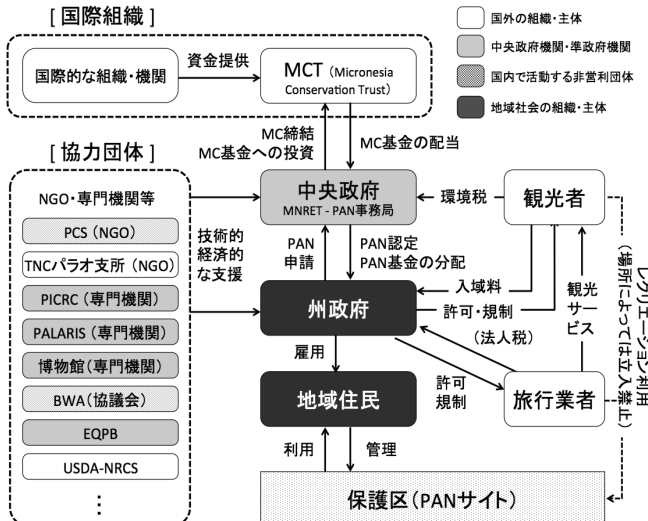 [ 国際組織 ]
国際的な組織・機関
資金提供
MCT (Micronesia
Conservation Trust)
国外の組織・主体
中央政府機関・準政府機関
国内で活動する非営利団体
地域社会の組織・主体
MC締結
MC基金への投資
MC基金の配当
[ 協力団体 ]
NGO・専門機関等
PCS (NGO)
TNCパラオ支所 (NGO)
PICRC (専門機関)
PALARIS (専門機関)
博物館(専門機関)
BWA(協議会)
EQPB
USDA-NRCS
⋮
技術的
経済的
な支援
中央政府
MNRET - PAN事務局
環境税
観光者
PAN
申請
PAN認定
PAN基金の分配
入域料
州政府
許可・規制
(法人税)
観光
サービス
レクリエーション利用
(場所によっては立入禁止)
雇用
許可
規制
地域住民
旅行業者
利用
管理
保護区(PANサイト)